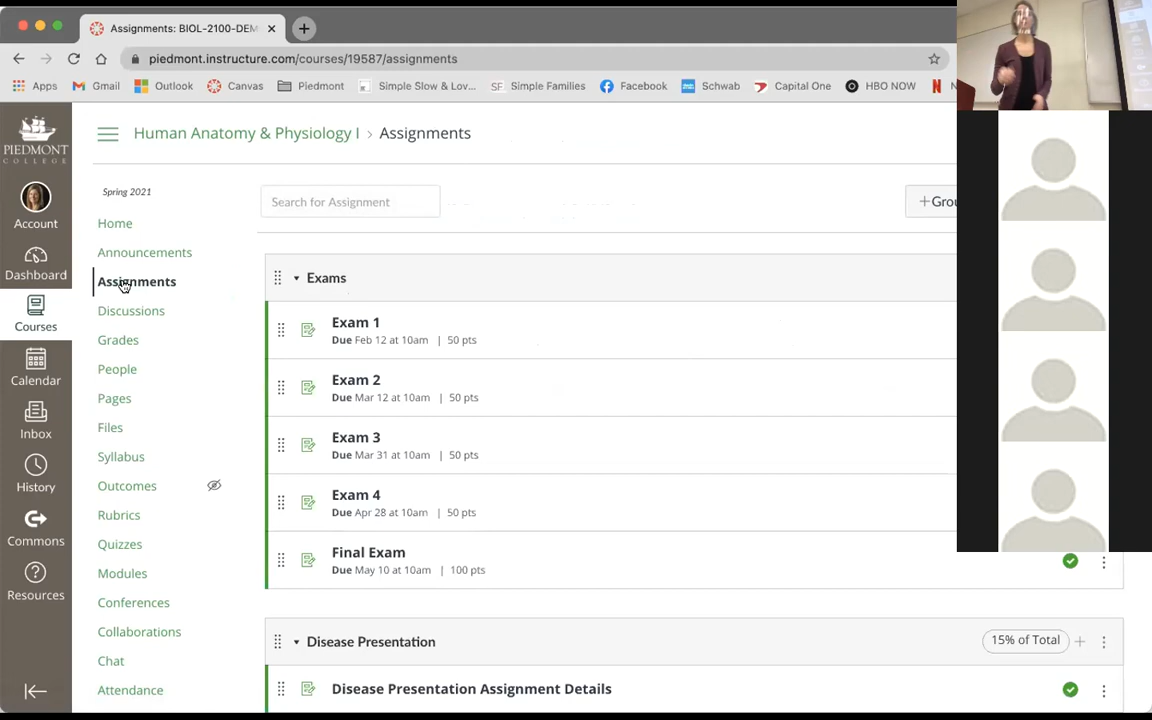 Assignments: BIOL-2100-DEM
piedmont.instructure.com/courses/19587/assignments
Apps
Gmail
Outlook
Canvas
Piedmont
Simple Slow & Lov...
SF
Simple Families
Facebook
Schwab
Capital One
HBO NOW
N
PIEDMONT
COLLEGE
Account
Dashboard
Courses
Calendar
Inbox
History
Commons
Resources
Human Anatomy & Physiology I › Assignments
Spring 2021
Home
Announcements
Assignments
Discussions
Grades
People
Pages
Files
Syllabus
Outcomes
Rubrics
Quizzes
Modules
Conferences
Collaborations
Chat
Attendance
Search for Assignment
+Grou
Exams
Exam 1
Due Feb 12 at 10am | 50 pts
Exam 2
Due Mar 12 at 10am | 50 pts
Exam 3
Due Mar 31 at 10am | 50 pts
Exam 4
Due Apr 28 at 10am | 50 pts
Final Exam
Due May 10 at 10am | 100 pts
Disease Presentation
15% of Total
Disease Presentation Assignment Details